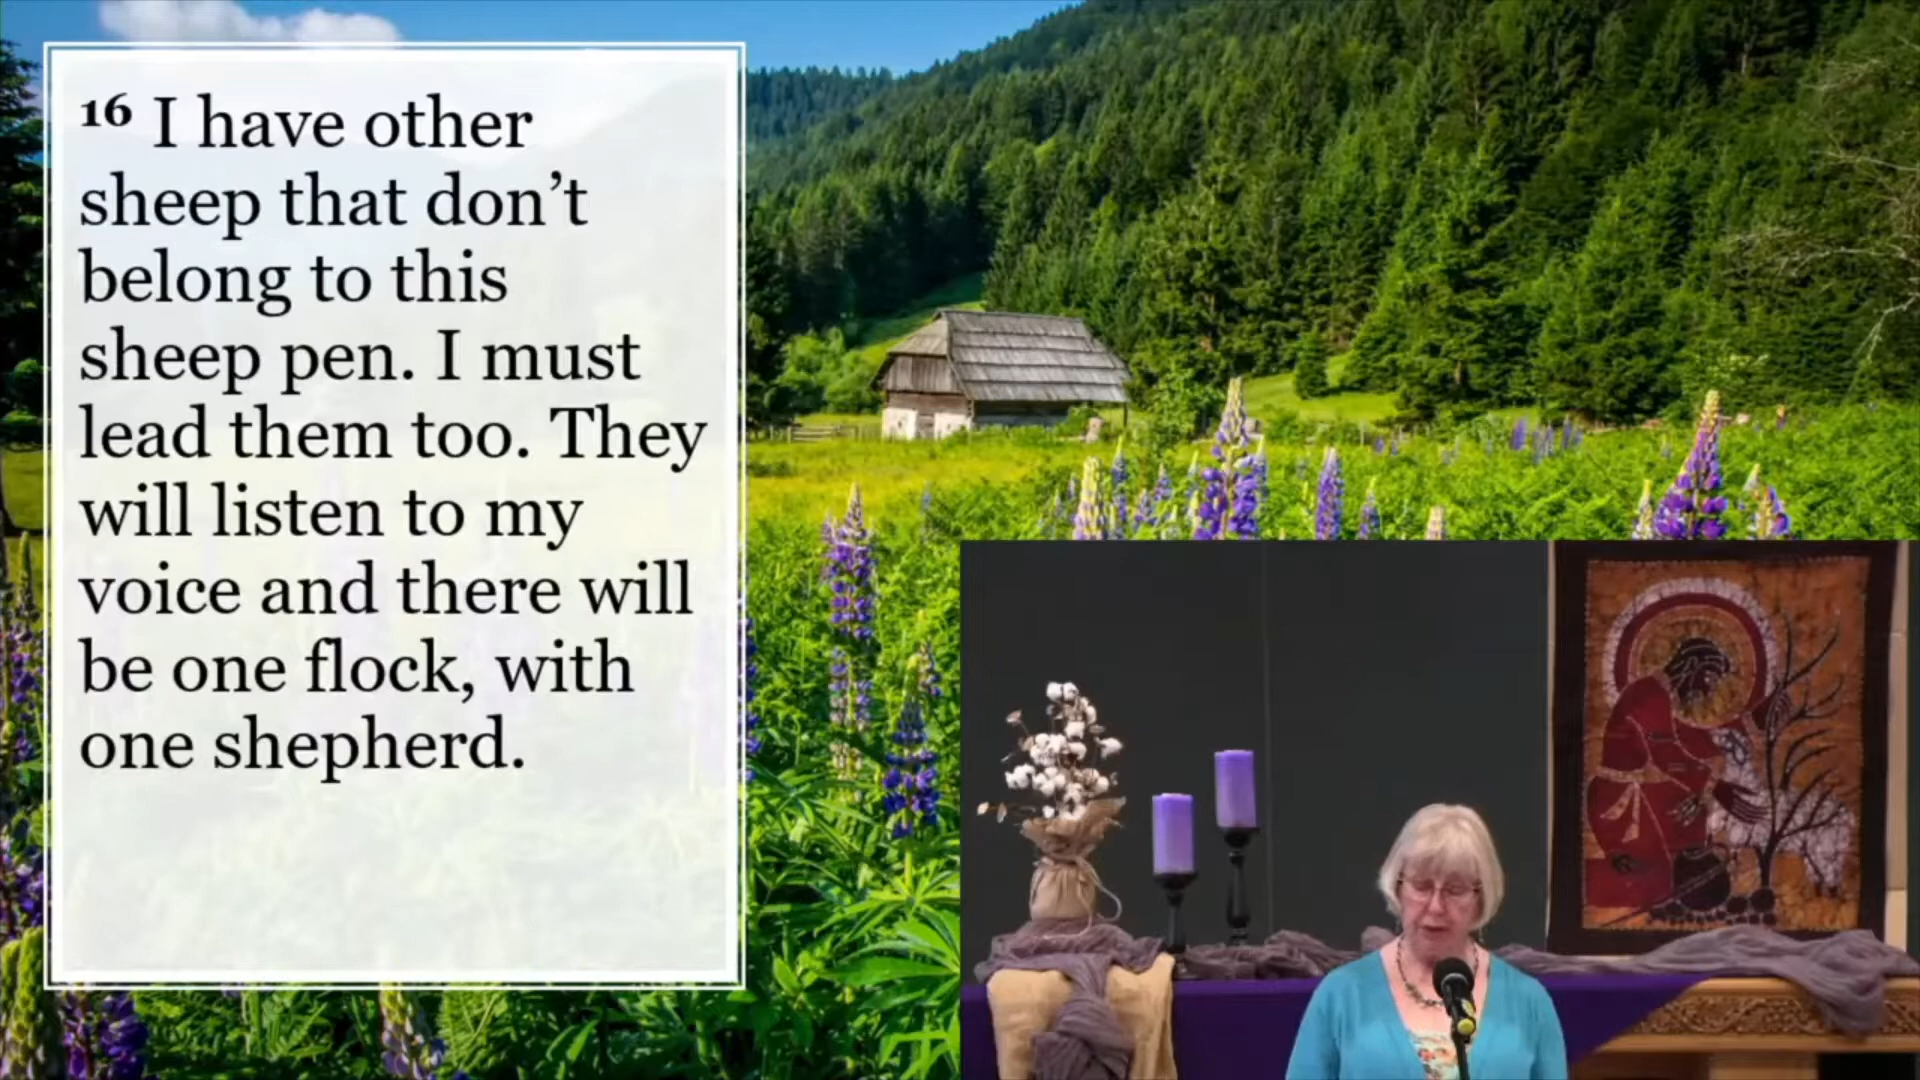 16 I have other
sheep that don’t
belong to this
sheep pen. I must
lead them too. They
will listen to my
voice and there will
be one flock, with
one shepherd.